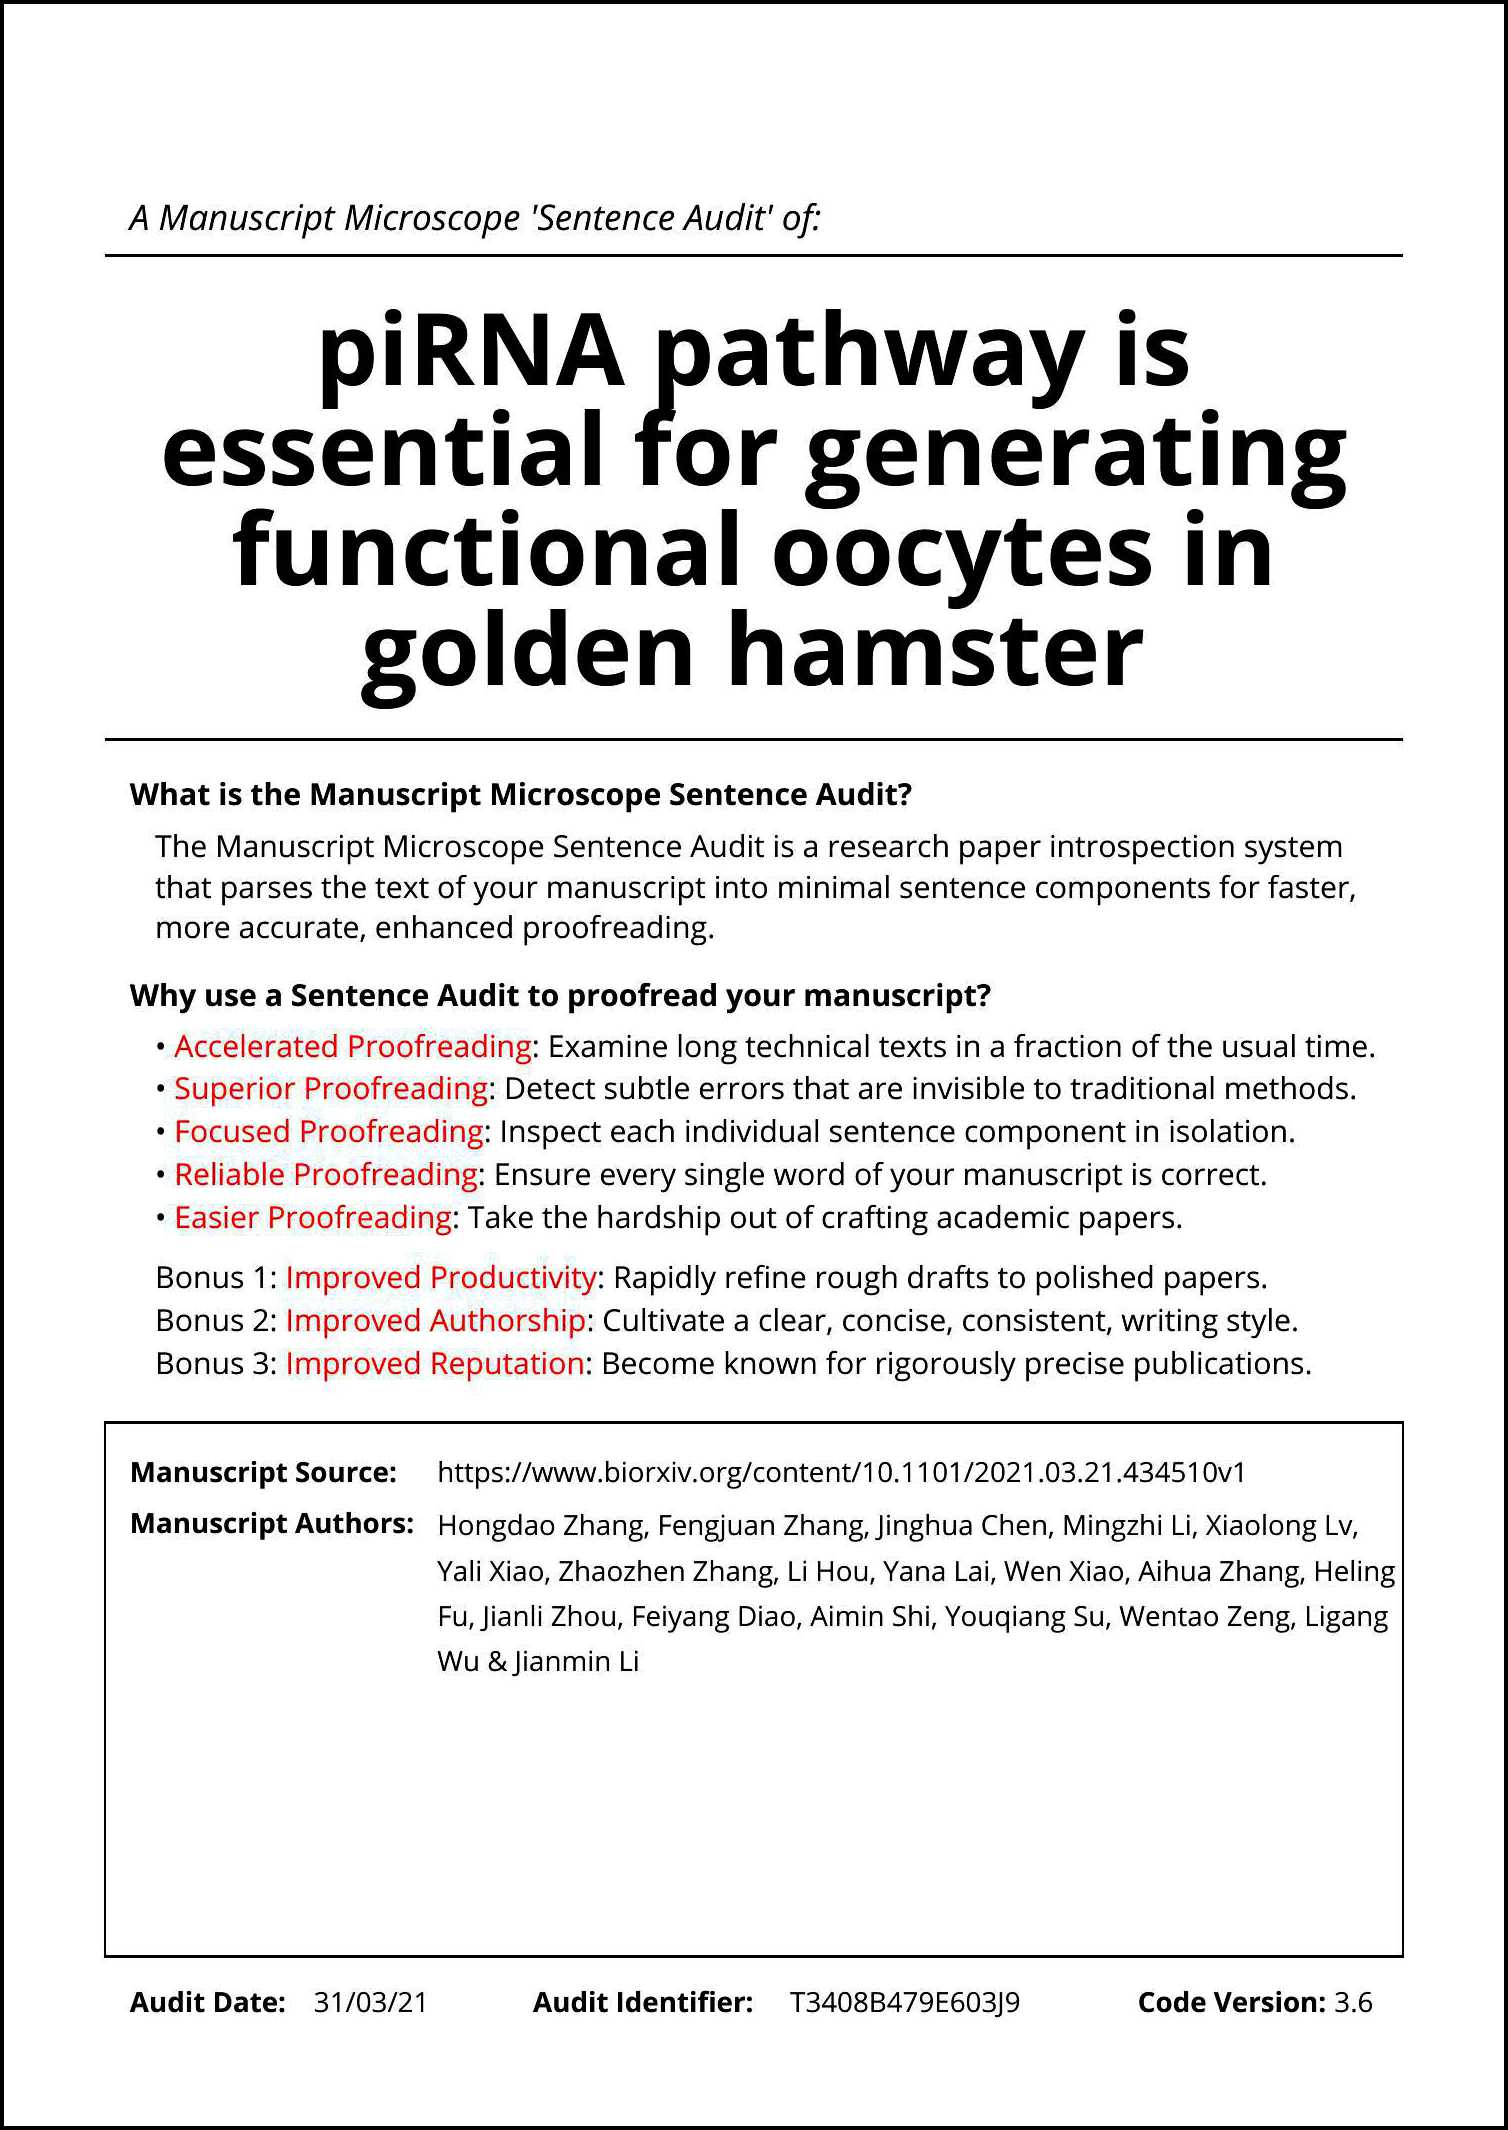 A Manuscript Microscope 'Sentence Audit' of:
piRNA pathway is
essential for generating
functional oocytes in
golden hamster
What is the Manuscript Microscope Sentence Audit?
The Manuscript Microscope Sentence Audit is a research paper introspection system
that parses the text of your manuscript into minimal sentence components for faster,
more accurate, enhanced proofreading.
Why use a Sentence Audit to proofread your manuscript?
• Accelerated Proofreading: Examine long technical texts in a fraction of the usual time.
• Superior Proofreading: Detect subtle errors that are invisible to traditional methods.
• Focused Proofreading: Inspect each individual sentence component in isolation.
• Reliable Proofreading: Ensure every single word of your manuscript is correct.
• Easier Proofreading: Take the hardship out of crafting academic papers.
Bonus 1: Improved Productivity: Rapidly refine rough drafts to polished papers.
Bonus 2: Improved Authorship: Cultivate a clear, concise, consistent, writing style.
Bonus 3: Improved Reputation: Become known for rigorously precise publications.
Manuscript Source: https://www.biorxiv.org/content/10.1101/2021.03.21.434510v1
Manuscript Authors: Hongdao Zhang, Fengjuan Zhang, Jinghua Chen, Mingzhi Li, Xiaolong Lv,
Yali Xiao, Zhaozhen Zhang, Li Hou, Yana Lai, Wen Xiao, Aihua Zhang, Heling
Fu, Jianli Zhou, Feiyang Diao, Aimin Shi, Youqiang Su, Wentao Zeng, Ligang
Wu & Jianmin Li
Audit Date: 31/03/21 Audit Identifier: T3408B479E603J9 Code Version: 3.6